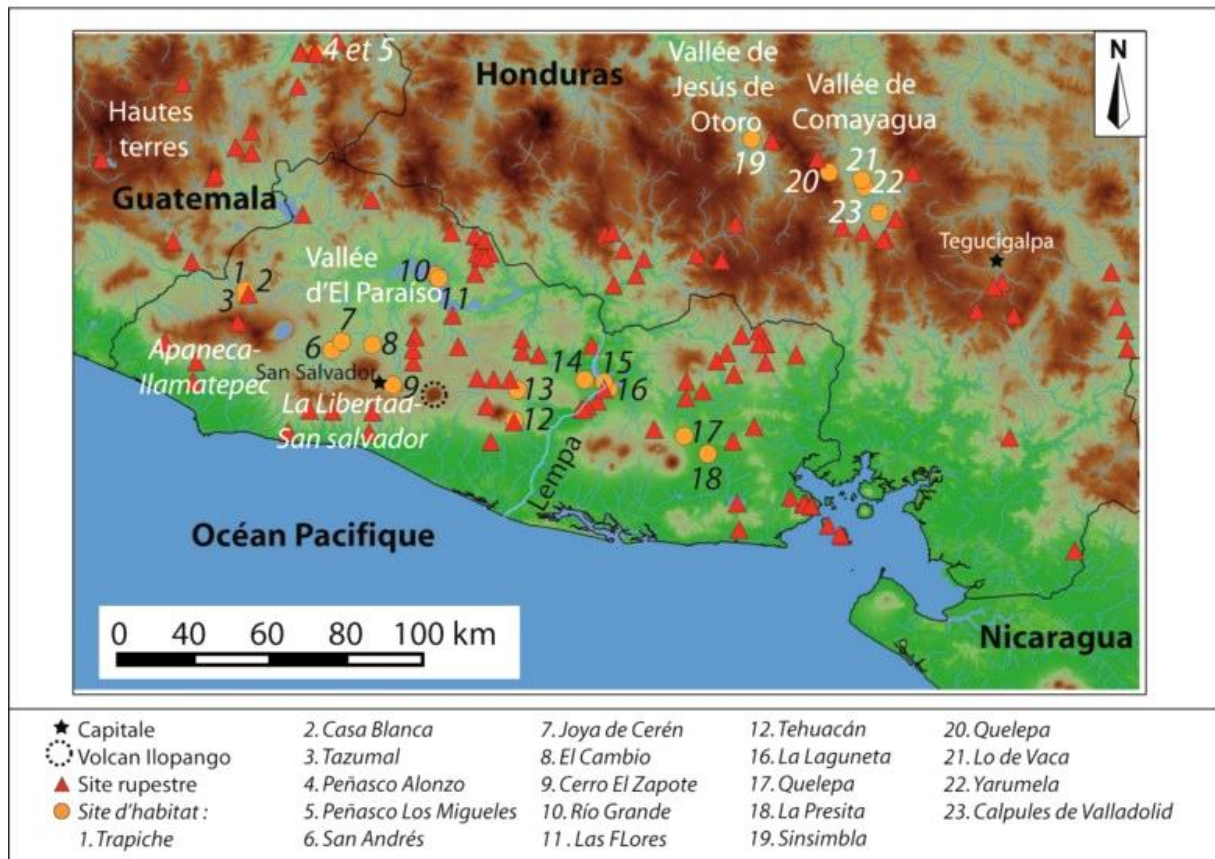 4 et 5
N
Honduras
Vallée de
Jesús de
Otoro
Vallée de
Comayagua
Hautes
terres
19
20
21
22
23
Guatemala
Tegucigalpa
1
2
3
Vallée
d'El Paraíso
10
11
7
6
8
Apaneca-
Ilamatepec
San Salvador
9
La Libertad-
San salvador
14
15
16
13
12
17
18
Lempa
Océan Pacifique
Nicaragua
0 40 60 80 100 km
Capitale
Volcan Ilopango
Site rupestre
Site d'habitat :
1. Trapiche
2. Casa Blanca
3. Tazumal
4. Peñasco Alonzo
5. Peñasco Los Migueles
6. San Andrés
7. Joya de Cerén
8. El Cambio
9. Cerro El Zapote
10. Río Grande
11. Las FLores
12. Tehuacán
16. La Laguneta
17. Quelepa
18. La Presita
19. Sinsimbla
20. Quelepa
21. Lo de Vaca
22. Yarumela
23. Calpules de Valladolid